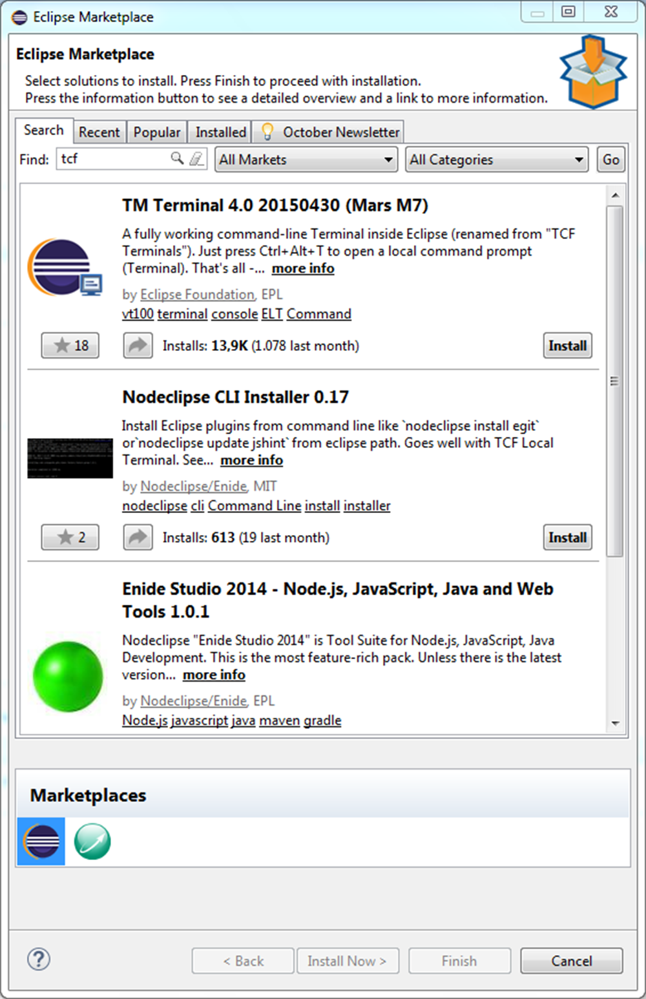 Eclipse Marketplace
Eclipse Marketplace
Select solutions to install. Press Finish to proceed with installation.
Press the information button to see a detailed overview and a link to more information.
Search Recent Popular Installed October Newsletter
Find: tcf All Markets All Categories Go
TM Terminal 4.0 20150430 (Mars M7)
A fully working command-line Terminal inside Eclipse (renamed from "TCF
Terminals"). Just press Ctrl+Alt+T to open a local command prompt
(Terminal). That's all -... more info
by Eclipse Foundation, EPL
vt100 terminal console ELT Command
18 Installs: 13,9K (1.078 last month) Install
Nodeclipse CLI Installer 0.17
Install Eclipse plugins from command line like `nodeclipse install egit`
or`nodeclipse update jshint` from eclipse path. Goes well with TCF Local
Terminal. See... more info
by Nodeclipse/Enide, MIT
nodeclipse cli Command Line install installer
2 Installs: 613 (19 last month) Install
Enide Studio 2014 - Node.js, JavaScript, Java and Web
Tools 1.0.1
Nodeclipse "Enide Studio 2014" is Tool Suite for Node.js, JavaScript, Java
Development. This is the most feature-rich pack. Unless there is the latest
version... more info
by Nodeclipse/Enide, EPL
Node.js javascript java maven gradle
Marketplaces
? < Back Install Now > Finish Cancel